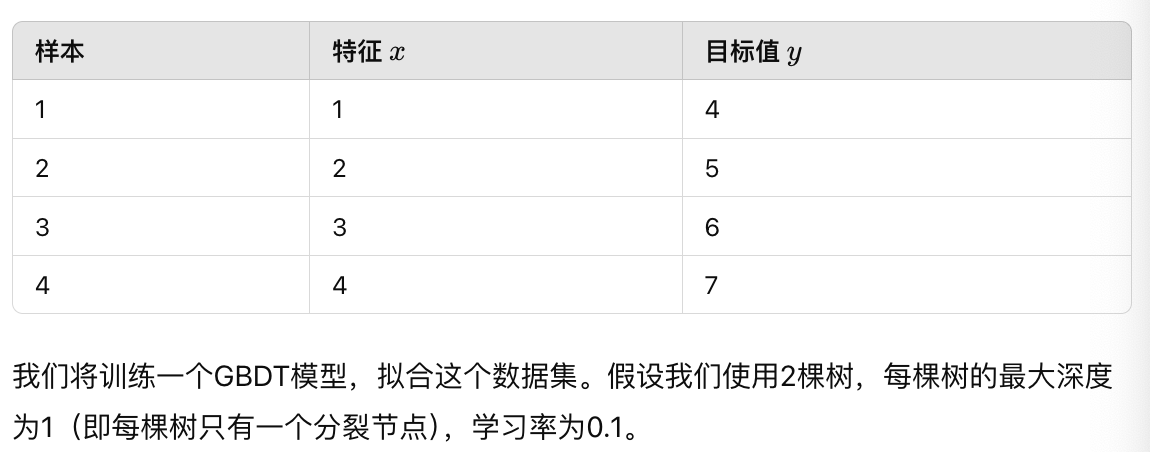 样本 特征 x 目标值 y
1 1 4
2 2 5
3 3 6
4 4 7
我们将训练一个GBDT模型，拟合这个数据集。假设我们使用2棵树，每棵树的最大深度
为1（即每棵树只有一个分裂节点），学习率为0.1。